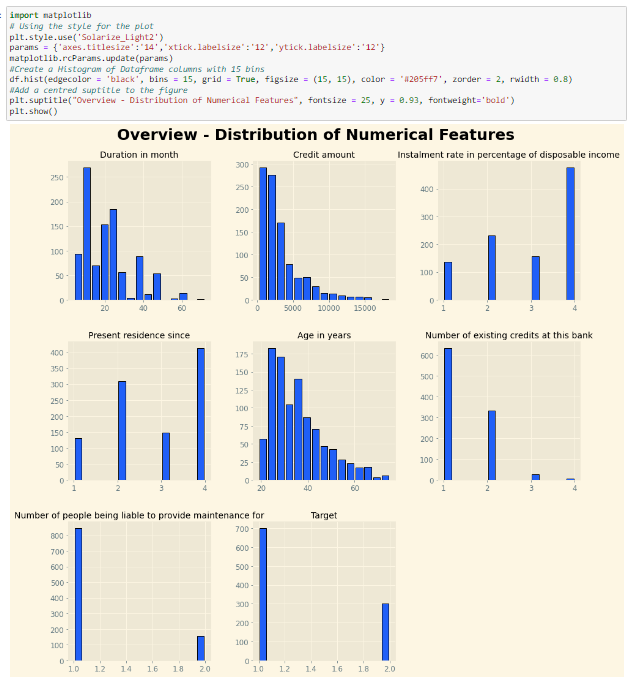 import matplotlib
# Using the style for the plot
plt.style.use('Solarize_Light2')
params = {'axes.titlesize':'14','xtick.labelsize':'12','ytick.labelsize':'12'}
matplotlib.rcParams.update(params)
#Create a Histogram of Dataframe columns with 15 bins
df.hist(edgecolor = 'black', bins = 15, grid = True, figsize = (15, 15), color = '#205ff7', zorder = 2, rwidth = 0.8)
#Add a centred suptitle to the figure
plt.suptitle("Overview - Distribution of Numerical Features", fontsize = 25, y = 0.93, fontweight='bold')
plt.show()
Overview - Distribution of Numerical Features
Duration in month
250
200
150
100
50
0
20 40 60
Credit amount
300
250
200
150
100
50
0
0 5000 10000 15000
Instalment rate in percentage of disposable income
400
300
200
100
0
1 2 3 4
Present residence since
400
350
300
250
200
150
100
50
0
1 2 3 4
Age in years
175
150
125
100
75
50
25
0
20 40 60
Number of existing credits at this bank
600
500
400
300
200
100
0
1 2 3 4
Number of people being liable to provide maintenance for
800
700
600
500
400
300
200
100
0
1.0 1.2 1.4 1.6 1.8 2.0
Target
700
600
500
400
300
200
100
0
1.0 1.2 1.4 1.6 1.8 2.0